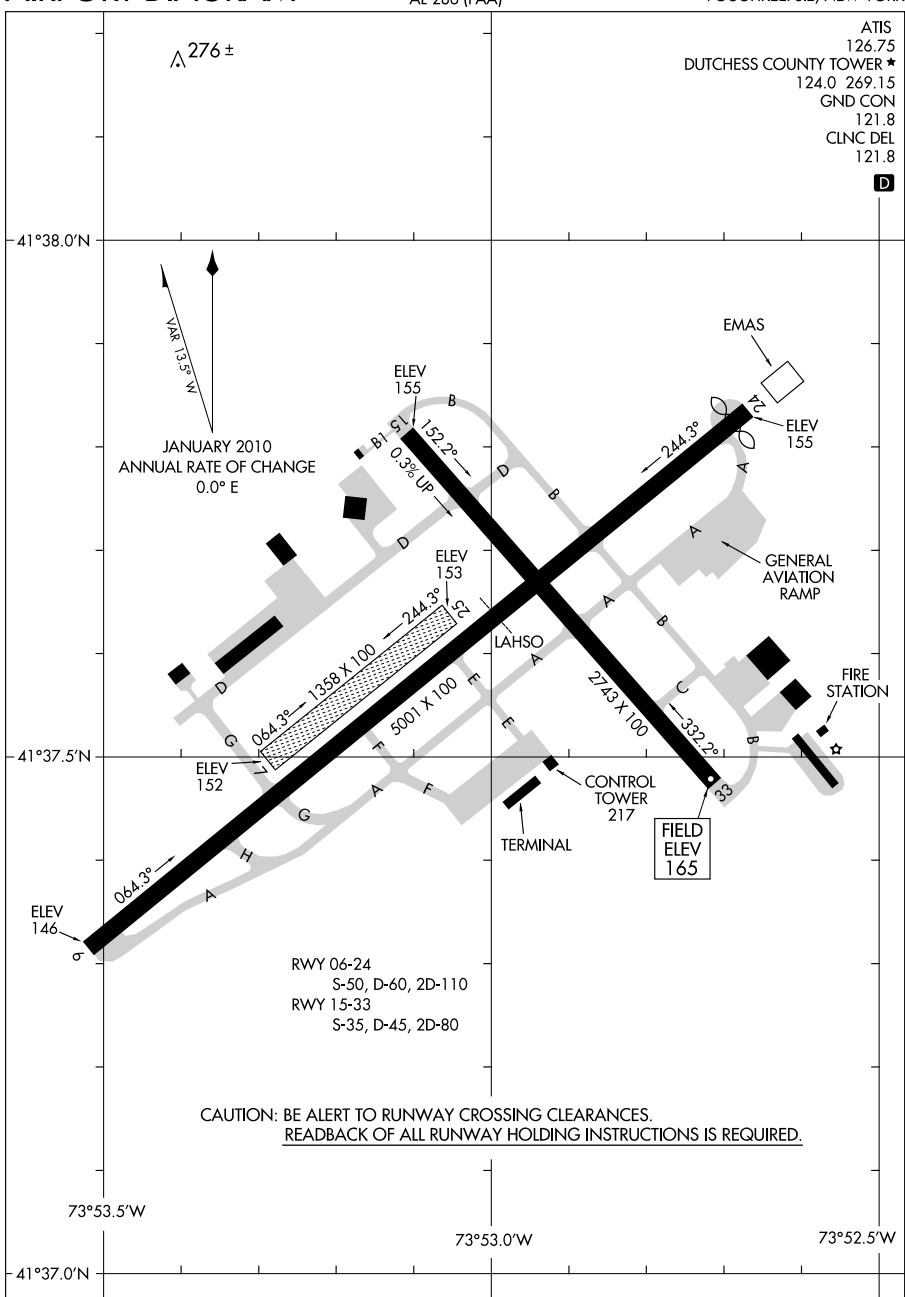 276 ±
ATIS
126.75
DUTCHESS COUNTY TOWER ★
124.0 269.15
GND CON
121.8
CLNC DEL
121.8
D
41°38.0'N
VAR 13.5° W
JANUARY 2010
ANNUAL RATE OF CHANGE
0.0° E
EMAS
ELEV
155
B
15
B1
152.2°
0.3% UP
D
B
24
ELEV
155
244.3°
A
A
GENERAL
AVIATION
RAMP
D
ELEV
153
25
244.3°
LAHSO
A
B
A
1358 X 100
064.3°
5001 X 100
2743 X 100
E
E
C
332.2°
FIRE
STATION
B
D
G
41°37.5'N
ELEV
152
7
F
A
F
CONTROL
TOWER
217
TERMINAL
33
FIELD
ELEV
165
G
H
A
064.3°
ELEV
146
6
RWY 06-24
S-50, D-60, 2D-110
RWY 15-33
S-35, D-45, 2D-80
CAUTION: BE ALERT TO RUNWAY CROSSING CLEARANCES.
READBACK OF ALL RUNWAY HOLDING INSTRUCTIONS IS REQUIRED.
73°53.5'W
73°53.0'W
73°52.5'W
41°37.0'N